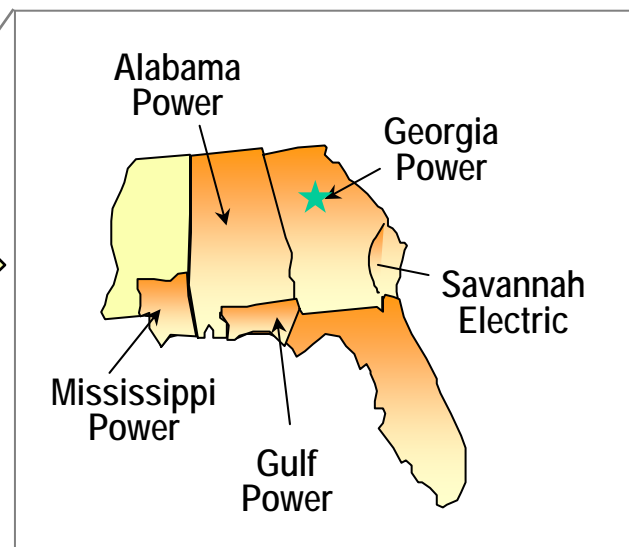 Alabama
Power
Georgia
Power
Savannah
Electric
Mississippi
Power
Gulf
Power